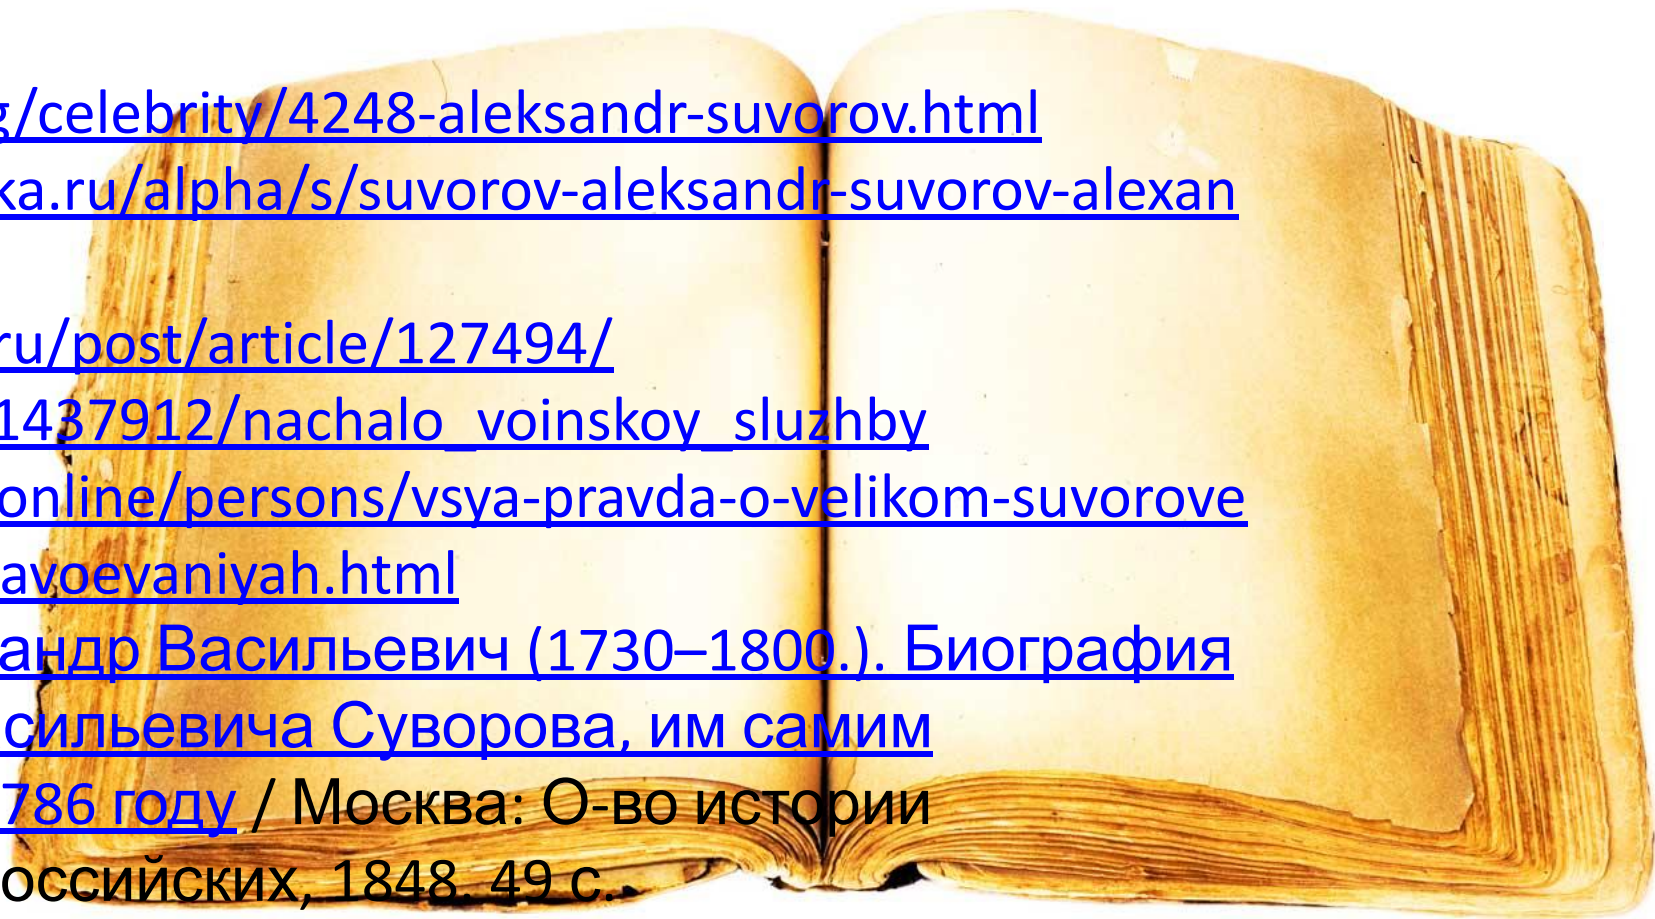 g/celebrity/4248-aleksandr-suvorov.html
ka.ru/alpha/s/suvorov-aleksandr-suvorov-alexan
ru/post/article/127494/
1437912/nachalo_voinskoy_sluzhby
online/persons/vsya-pravda-o-velikom-suvorove
avoevaniyah.html
андр Васильевич (1730–1800.). Биография
сильевича Суворова, им самим
786 году / Москва: О-во истории
оссийских, 1848. 49 с.